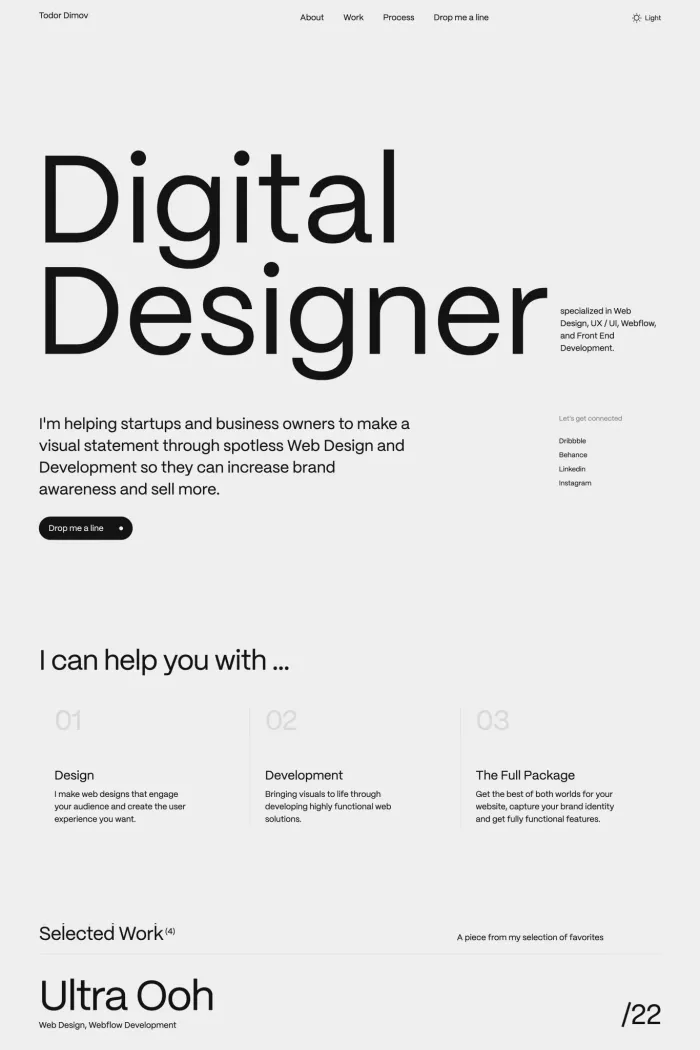 Todor Dimov
About Work Process Drop me a line
Light
Digital
Designer
specialized in Web
Design, UX / UI, Webflow,
and Front End
Development.
I'm helping startups and business owners to make a
visual statement through spotless Web Design and
Development so they can increase brand
awareness and sell more.
Drop me a line
Let's get connected
Dribbble
Behance
Linkedin
Instagram
I can help you with ...
01
Design
I make web designs that engage
your audience and create the user
experience you want.
02
Development
Bringing visuals to life through
developing highly functional web
solutions.
03
The Full Package
Get the best of both worlds for your
website, capture your brand identity
and get fully functional features.
Selected Work (4)
A piece from my selection of favorites
Ultra Ooh
Web Design, Webflow Development
/22